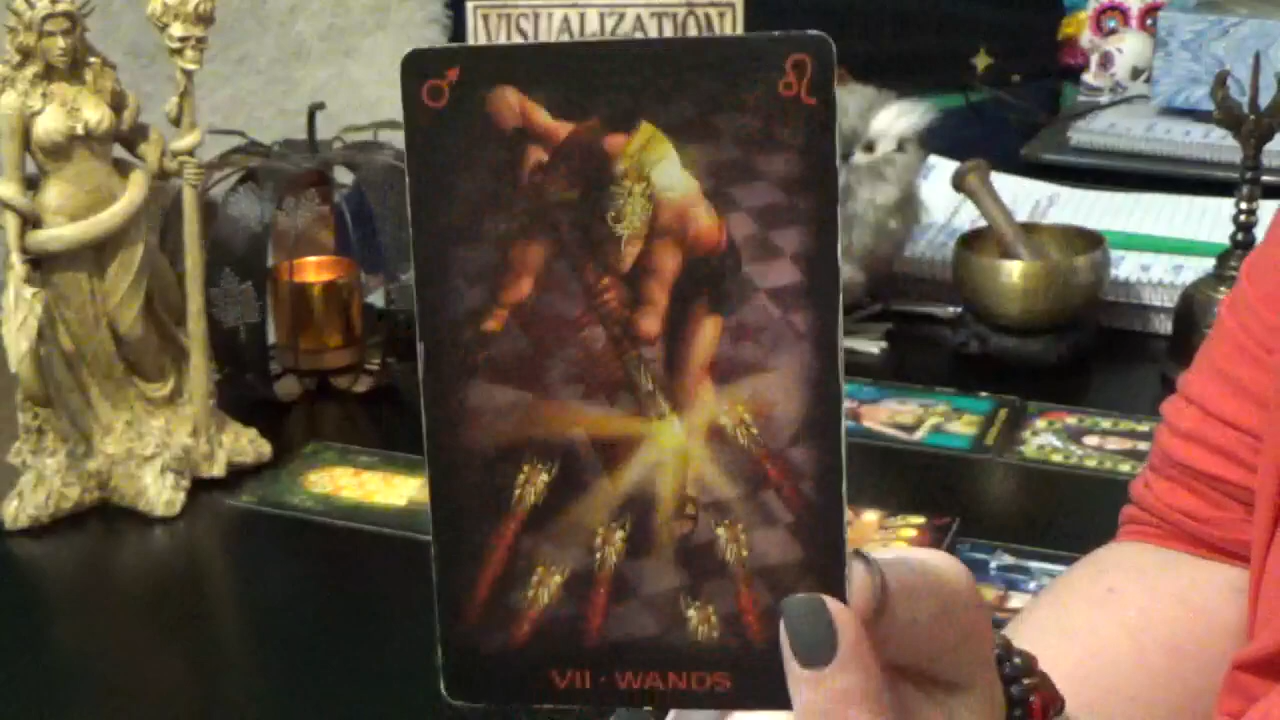 VISUALIZATION
♂ ♌
VII · WANDS